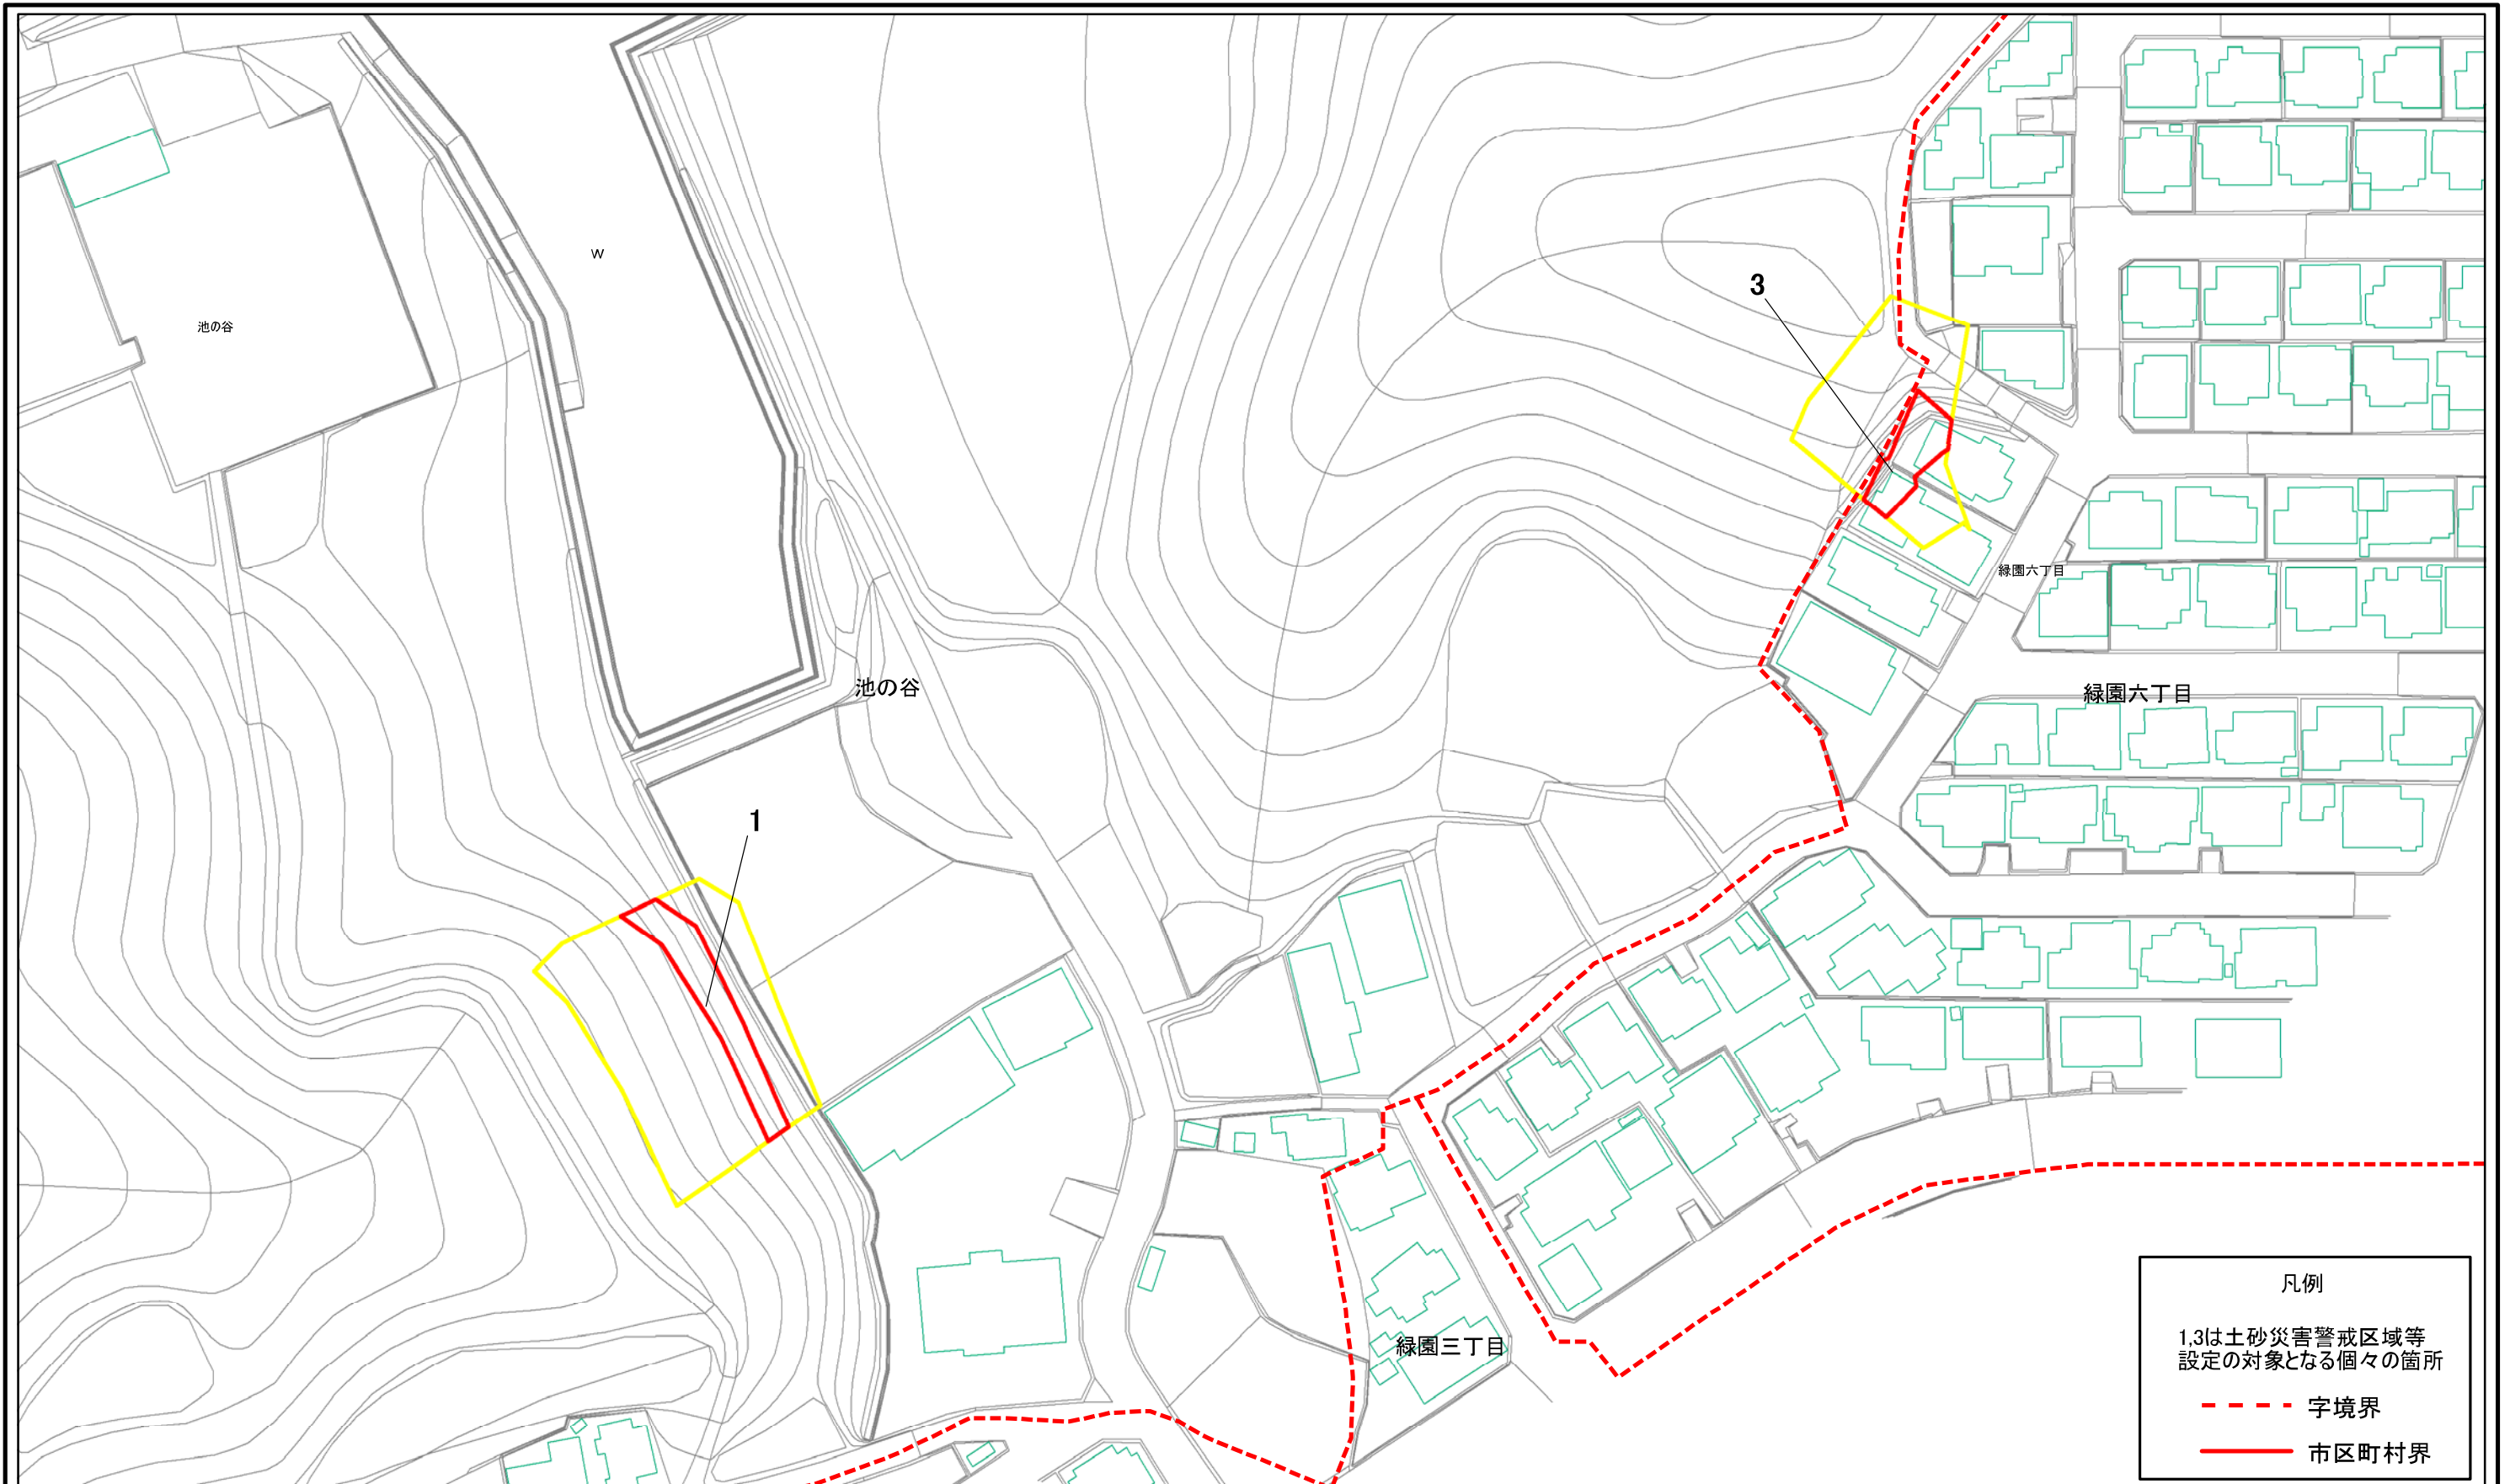 W
3
池の谷
緑園六丁目
池の谷
緑園六丁目
1
緑園三丁目
凡例
1,3は土砂災害警戒区域等
設定の対象となる個々の箇所
字境界
市区町村界